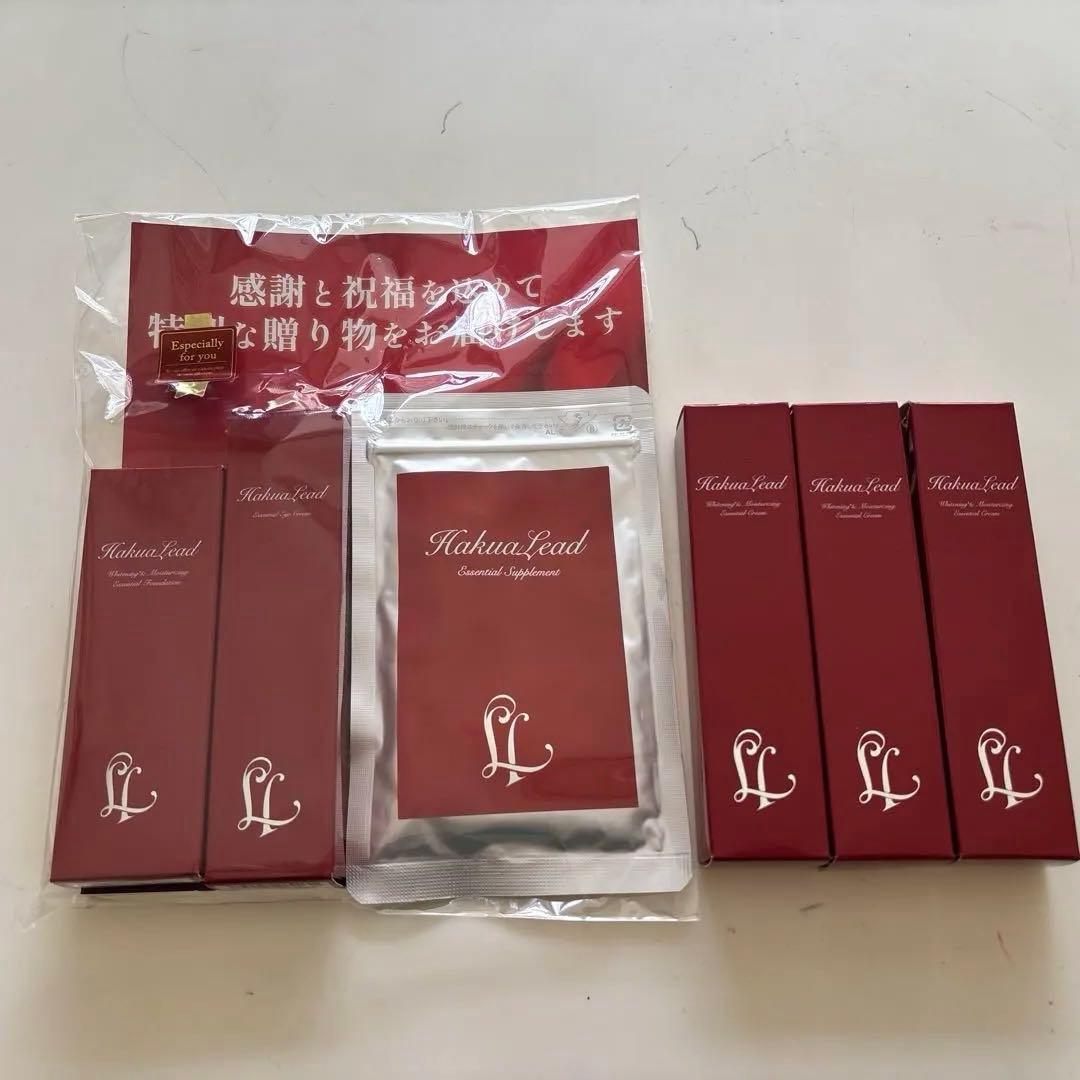 感謝と祝福を込めて
特別な贈り物をお届けします
Especially
for you
HakuaLead
Whitening*& Moisturizing
Essential Foundation
HakuaLead
Essential Eye Cream
HakuaLead
Essential Supplement
HakuaLead
Whitening*& Moisturizing
Essential Cream
HakuaLead
Whitening*& Moisturizing
Essential Cream
HakuaLead
Whitening*& Moisturizing
Essential Cream